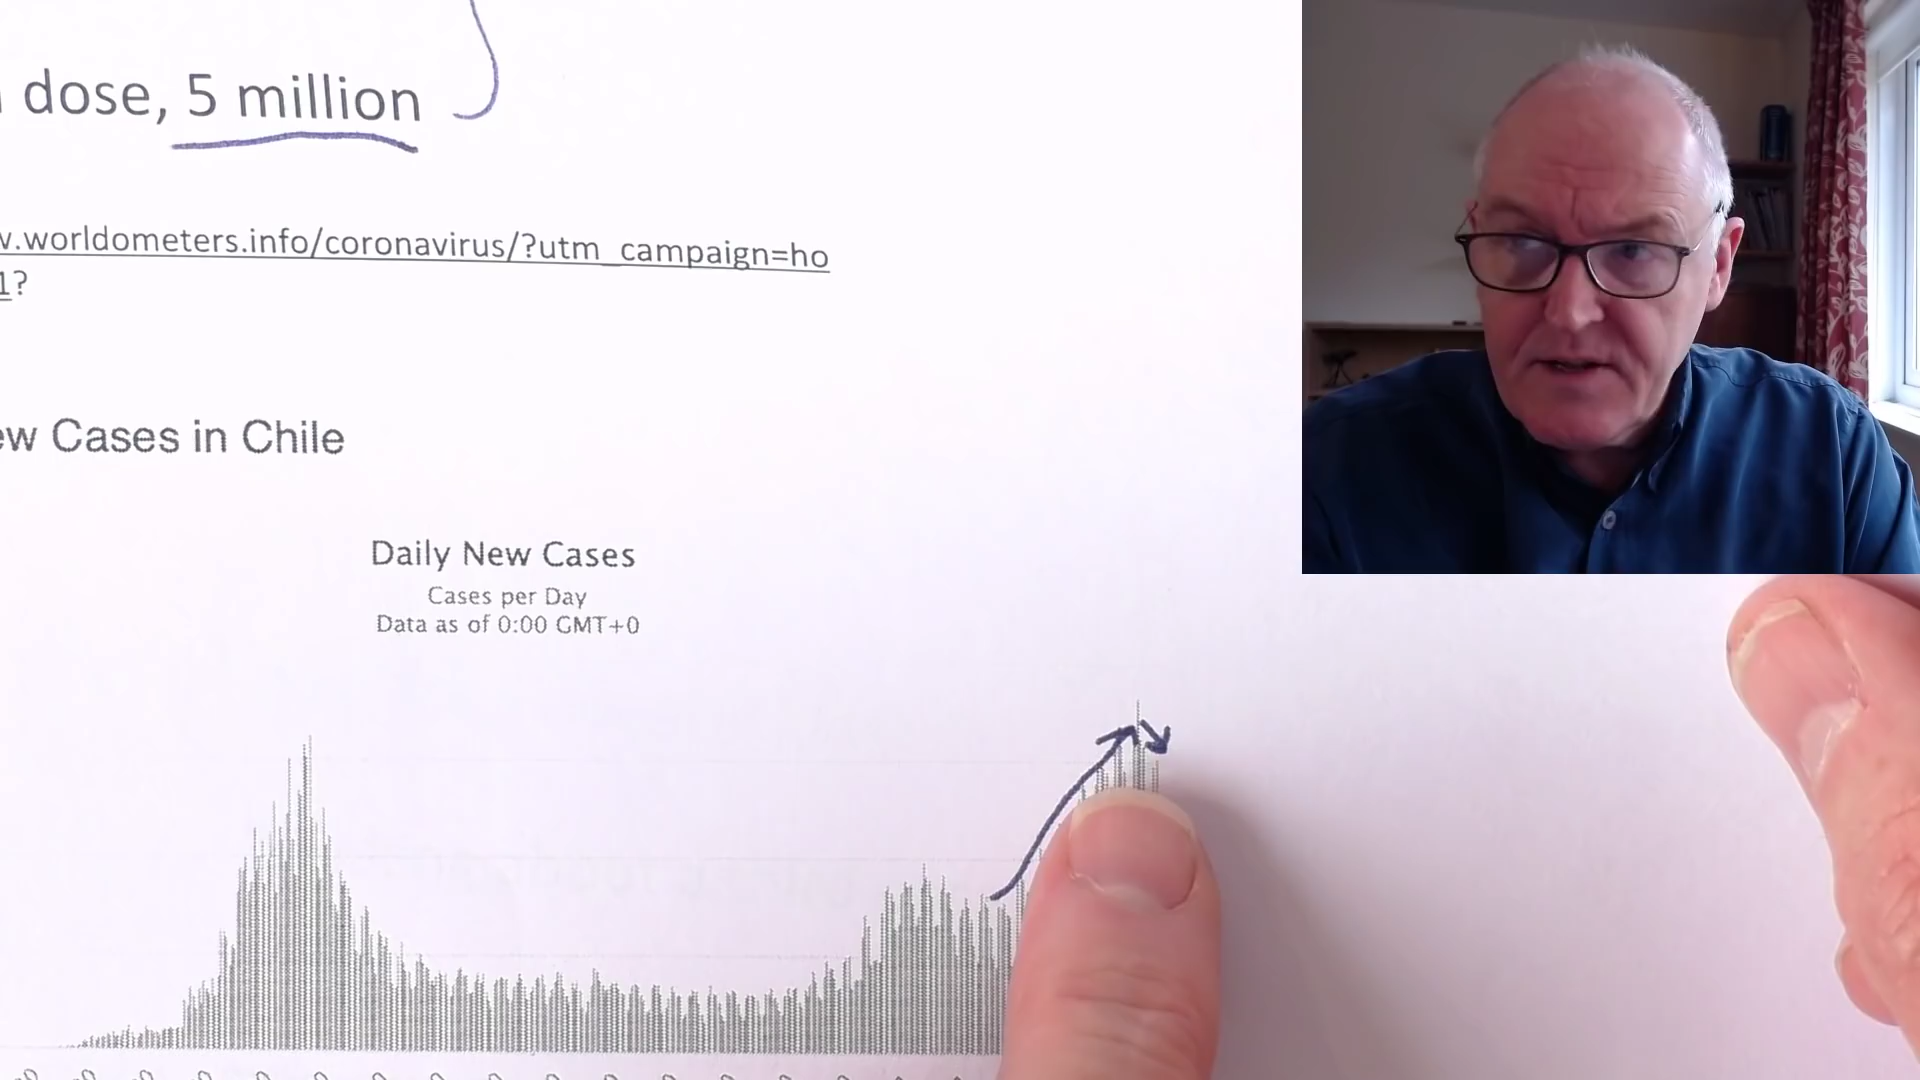 dose, 5 million
.worldometers.info/coronavirus/?utm_campaign=ho
1?
Cases in Chile
Daily New Cases
Cases per Day
Data as of 0:00 GMT+0